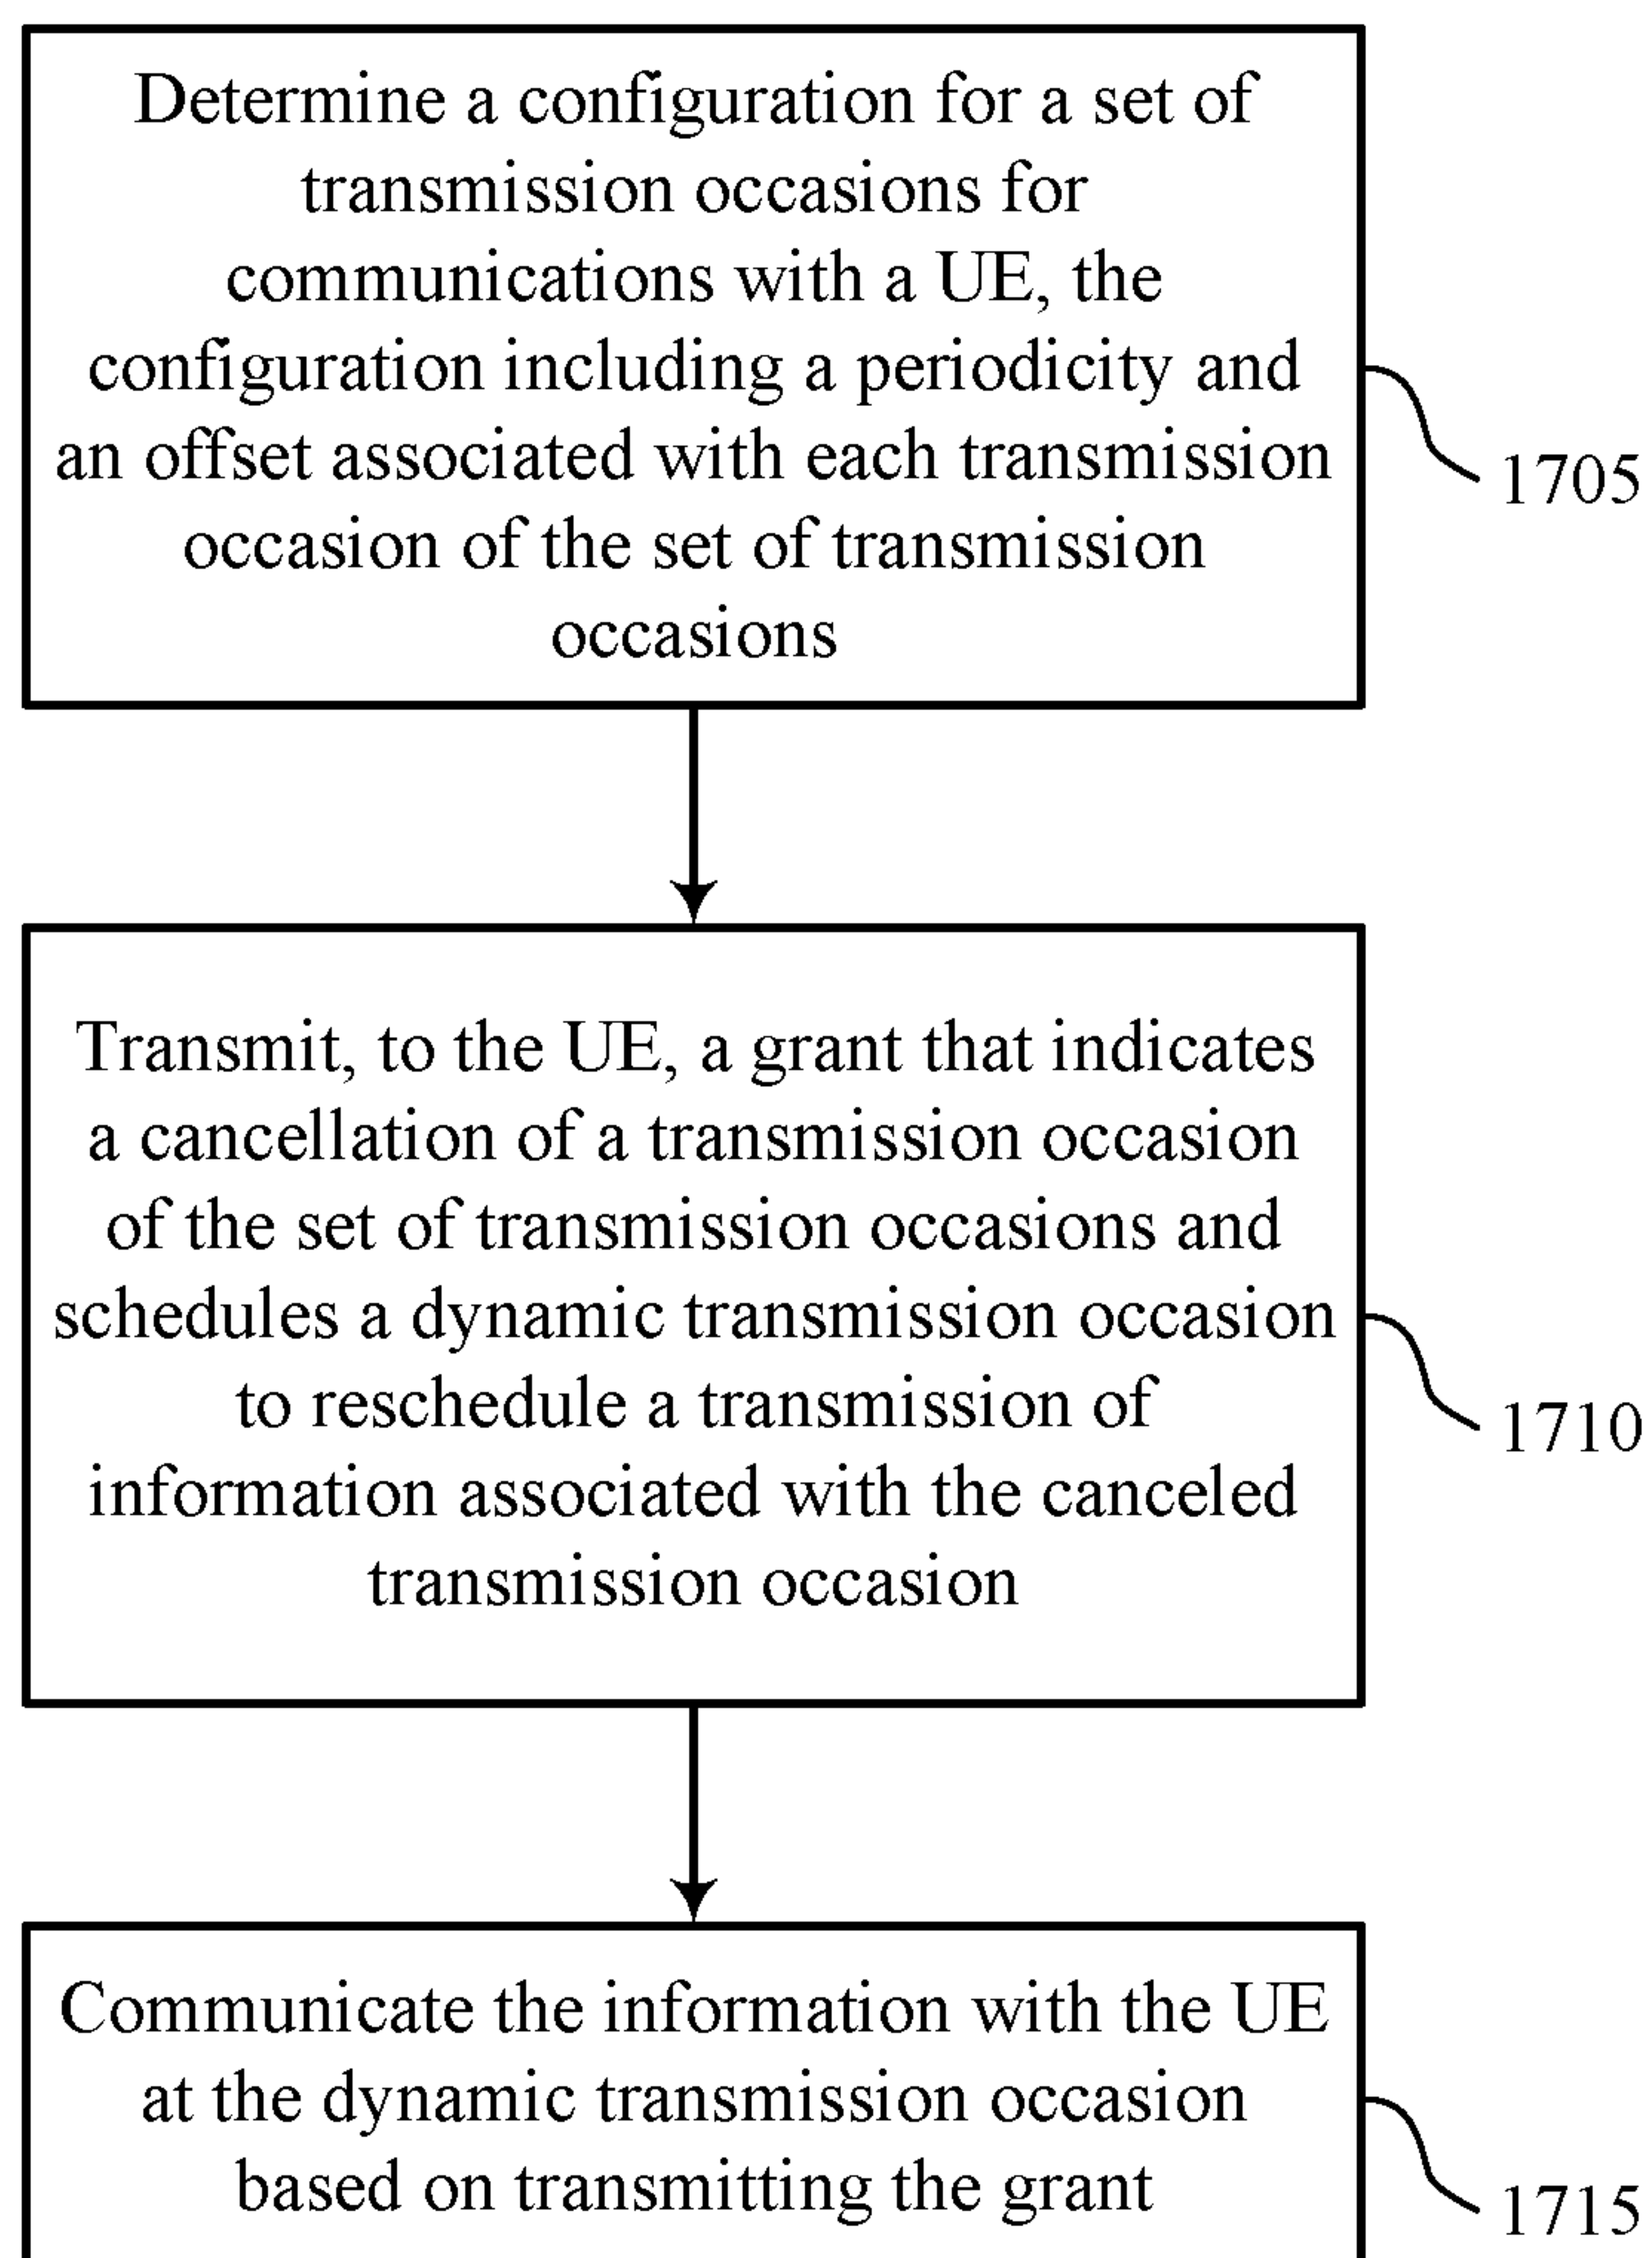 Determine a configuration for a set of
transmission occasions for
communications with a UE, the
configuration including a periodicity and
an offset associated with each transmission
occasion of the set of transmission
occasions
1705
Transmit, to the UE, a grant that indicates
a cancellation of a transmission occasion
of the set of transmission occasions and
schedules a dynamic transmission occasion
to reschedule a transmission of
information associated with the canceled
transmission occasion
1710
Communicate the information with the UE
at the dynamic transmission occasion
based on transmitting the grant
1715